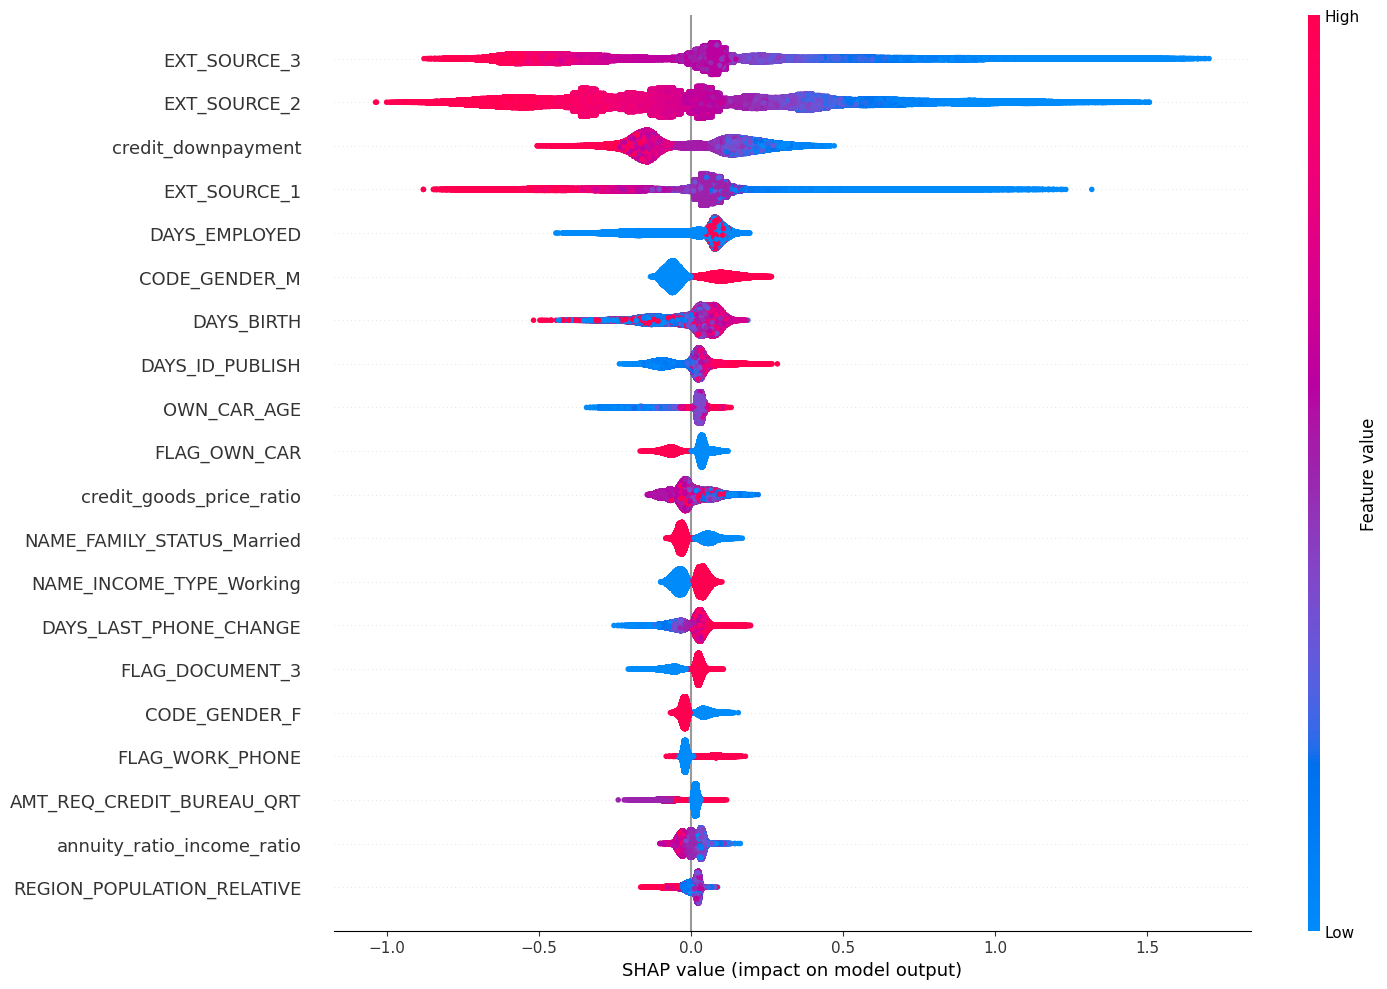 High
EXT_SOURCE_3
EXT_SOURCE_2
credit_downpayment
EXT_SOURCE_1
DAYS_EMPLOYED
CODE_GENDER_M
DAYS_BIRTH
DAYS_ID_PUBLISH
OWN_CAR_AGE
FLAG_OWN_CAR
credit_goods_price_ratio
NAME_FAMILY_STATUS_Married
NAME_INCOME_TYPE_Working
DAYS_LAST_PHONE_CHANGE
FLAG_DOCUMENT_3
CODE_GENDER_F
FLAG_WORK_PHONE
AMT_REQ_CREDIT_BUREAU_QRT
annuity_ratio_income_ratio
REGION_POPULATION_RELATIVE
Feature value
Low
−1.0 −0.5 0.0 0.5 1.0 1.5
SHAP value (impact on model output)